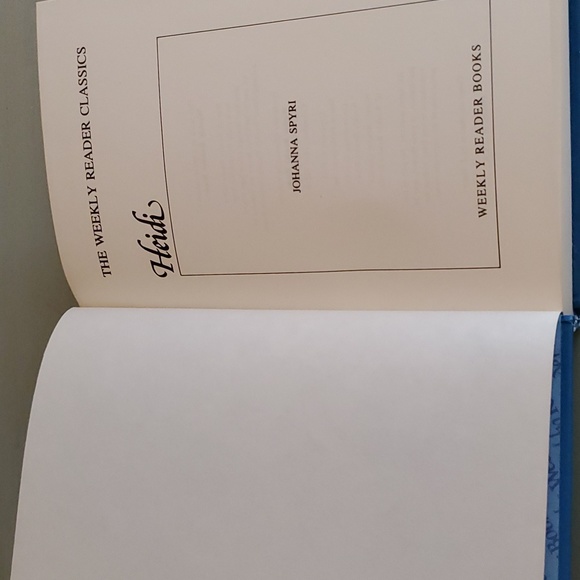 THE WEEKLY READER CLASSICS
Heidi
JOHANNA SPYRI
WEEKLY READER BOOKS